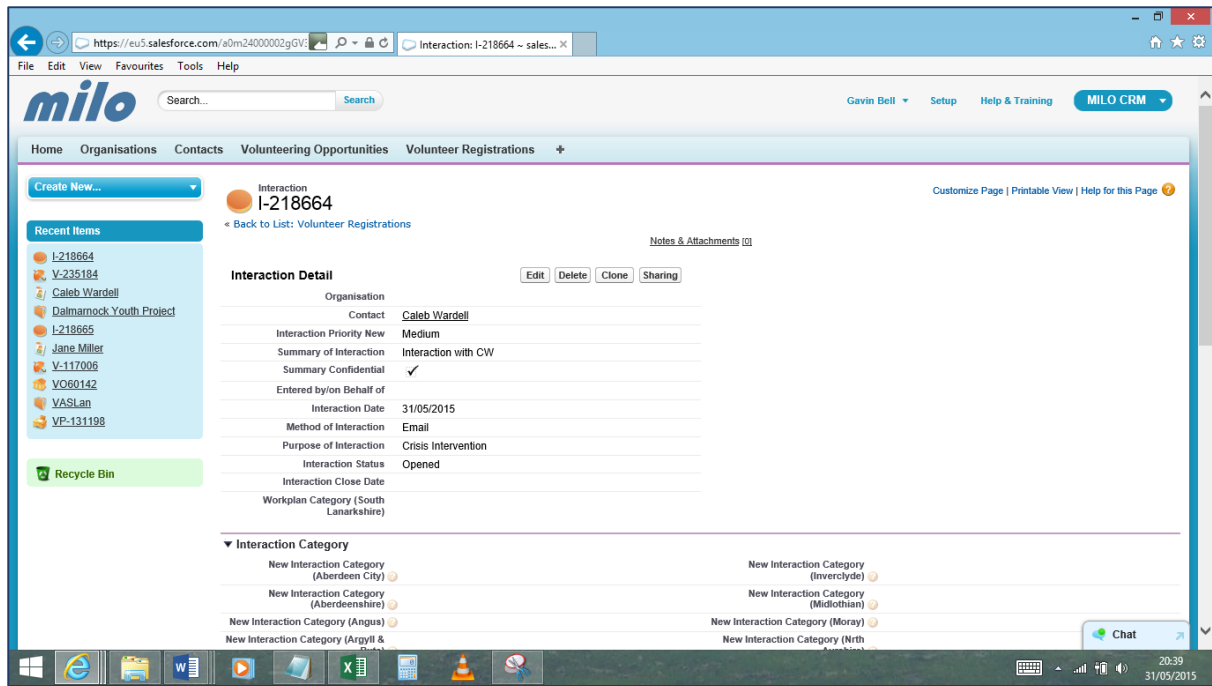 https://eu5.salesforce.com/a0m24000002gGV
Interaction: I-218664 ~ sales...
File Edit View Favourites Tools Help
milo
Search...
Search
Gavin Bell
Setup
Help & Training
MILO CRM
Home Organisations Contacts Volunteering Opportunities Volunteer Registrations +
Create New...
Recent Items
I-218664
V-235184
Caleb Wardell
Dalmarnock Youth Project
I-218665
Jane Miller
V-117006
VO60142
VASLan
VP-131198
Recycle Bin
Interaction
I-218664
« Back to List: Volunteer Registrations
Customize Page | Printable View | Help for this Page
Notes & Attachments [0]
Interaction Detail
Edit Delete Clone Sharing
Organisation
Contact Caleb Wardell
Interaction Priority New Medium
Summary of Interaction Interaction with CW
Summary Confidential ✓
Entered by/on Behalf of
Interaction Date 31/05/2015
Method of Interaction Email
Purpose of Interaction Crisis Intervention
Interaction Status Opened
Interaction Close Date
Workplan Category (South
Lanarkshire)
Interaction Category
New Interaction Category
(Aberdeen City)
New Interaction Category
(Inverclyde)
New Interaction Category
(Aberdeenshire)
New Interaction Category
(Midlothian)
New Interaction Category (Angus)
New Interaction Category (Moray)
New Interaction Category (Argyll &
New Interaction Category (Nrth
Chat
20:39
31/05/2015